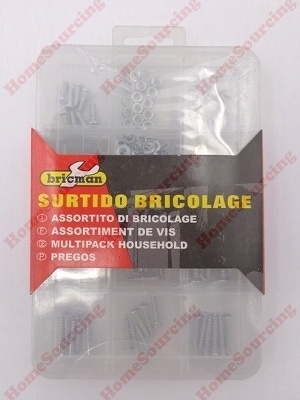 bricman
SURTIDO BRICOLAGE
I ASSORTITO DI BRICOLAGE
F ASSORTIMENT DE VIS
MULTIPACK HOUSEHOLD
P PREGOS
HomeSourcing